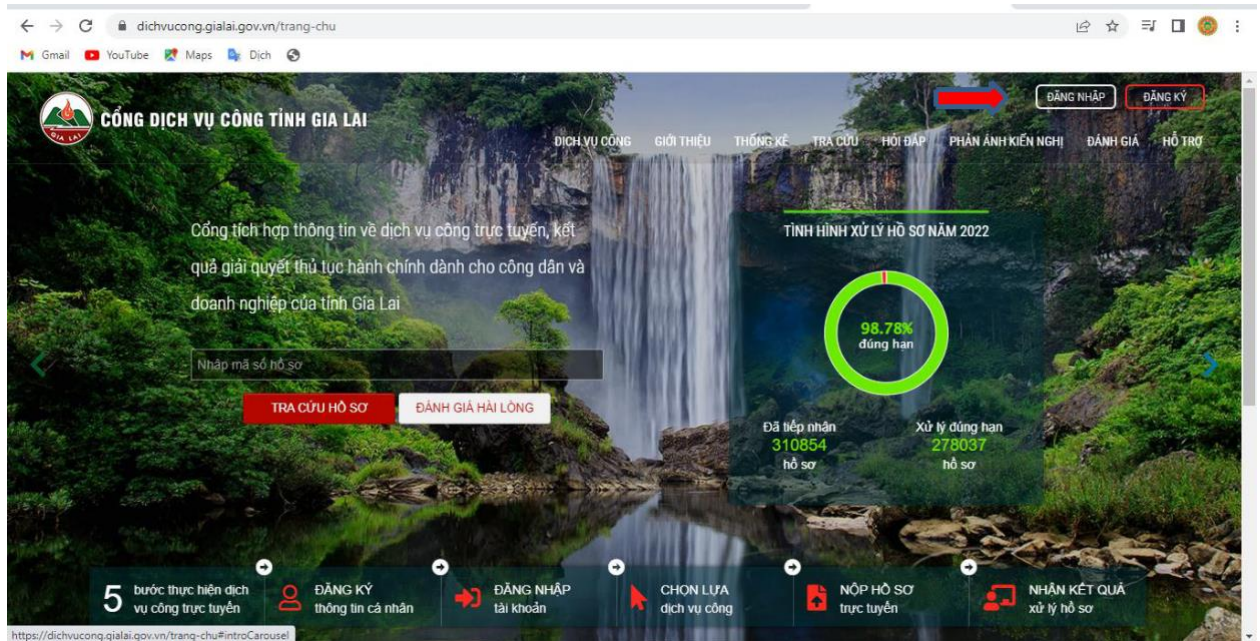 dichvucong.gialai.gov.vn/trang-chu
Gmail YouTube Maps Dịch
GIA LAI
CỔNG DỊCH VỤ CÔNG TỈNH GIA LAI
ĐĂNG NHẬP ĐĂNG KÝ
DỊCH VỤ CÔNG GIỚI THIỆU THỐNG KÊ TRA CỨU HỎI ĐÁP PHẢN ÁNH KIẾN NGHỊ ĐÁNH GIÁ HỖ TRỢ
Cổng tích hợp thông tin về dịch vụ công trực tuyến, kết
quả giải quyết thủ tục hành chính dành cho công dân và
doanh nghiệp của tỉnh Gia Lai
Nhập mã số hồ sơ
TRA CỨU HỒ SƠ ĐÁNH GIÁ HÀI LÒNG
TÌNH HÌNH XỬ LÝ HỒ SƠ NĂM 2022
98.78%
đúng hạn
Đã tiếp nhận
310854
hồ sơ
Xử lý đúng hạn
278037
hồ sơ
5 bước thực hiện dịch
vụ công trực tuyến
ĐĂNG KÝ
thông tin cá nhân
ĐĂNG NHẬP
tài khoản
CHỌN LỰA
dịch vụ công
NỘP HỒ SƠ
trực tuyến
NHẬN KẾT QUẢ
xử lý hồ sơ
https://dichvucong.gialai.gov.vn/trang-chu#introCarousel